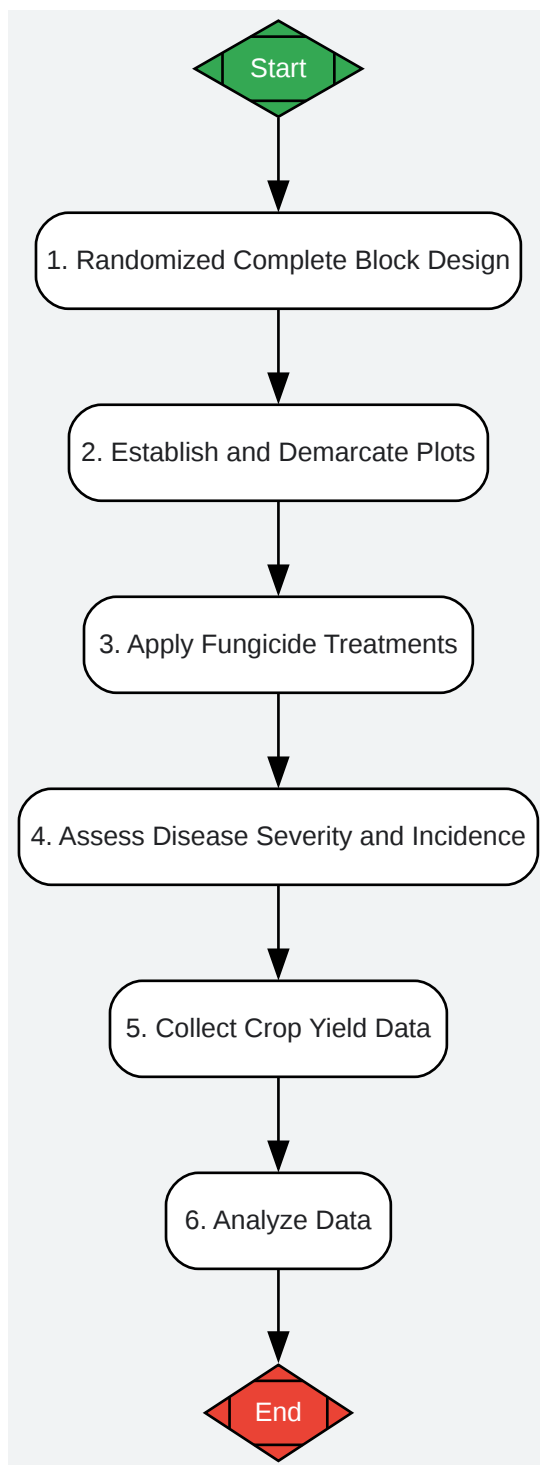 Start
1. Randomized Complete Block Design
2. Establish and Demarcate Plots
3. Apply Fungicide Treatments
4. Assess Disease Severity and Incidence
5. Collect Crop Yield Data
6. Analyze Data
End